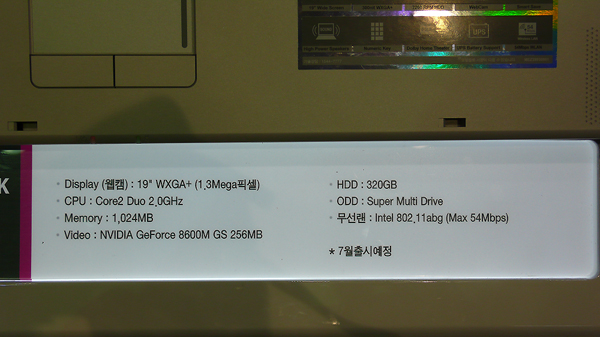 K
Display (웹캠) : 19" WXGA+ (1,3Mega픽셀)
CPU : Core2 Duo 2,0GHz
Memory : 1,024MB
Video : NVIDIA GeForce 8600M GS 256MB
HDD : 320GB
ODD : Super Multi Drive
무선랜 : Intel 802,11abg (Max 54Mbps)
* 7월출시예정